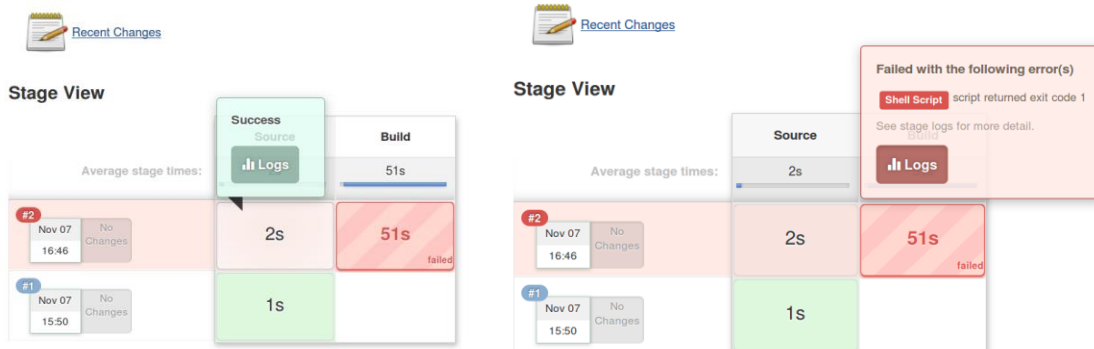 Recent Changes
Stage View
Success
Source
Build
Logs
Average stage times:
51s
#2
Nov 07
16:46
No
Changes
2s
51s
failed
#1
Nov 07
15:50
No
Changes
1s
Recent Changes
Failed with the following error(s)
Shell Script script returned exit code 1
See stage logs for more detail.
Logs
Stage View
Source
Build
Average stage times:
2s
#2
Nov 07
16:46
No
Changes
2s
51s
failed
#1
Nov 07
15:50
No
Changes
1s